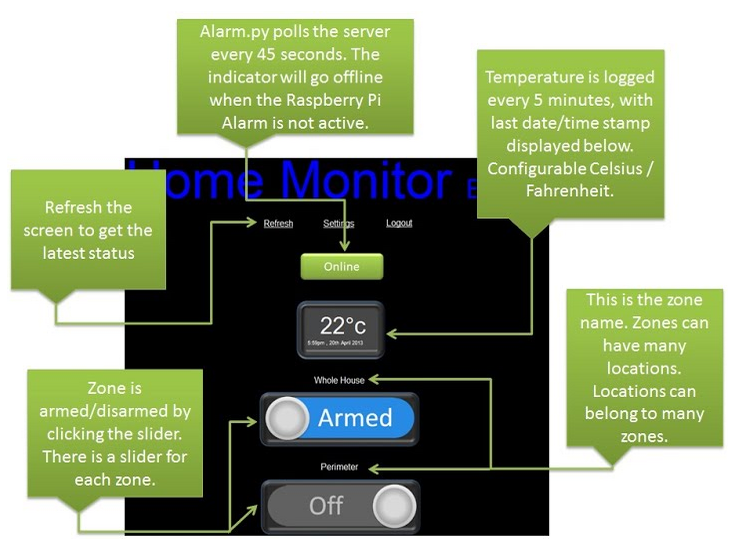 Alarm.py polls the server
every 45 seconds. The
indicator will go offline
when the Raspberry Pi
Alarm is not active.
Temperature is logged
every 5 minutes, with
last date/time stamp
displayed below.
Configurable Celsius /
Fahrenheit.
Home Monitor
Refresh the
screen to get the
latest status
Refresh Settings Logout
Online
22°c
5:59pm , 20th April 2013
This is the zone
name. Zones can
have many
locations.
Locations can
belong to many
zones.
Whole House
Zone is
armed/disarmed by
clicking the slider.
There is a slider for
each zone.
Armed
Perimeter
Off